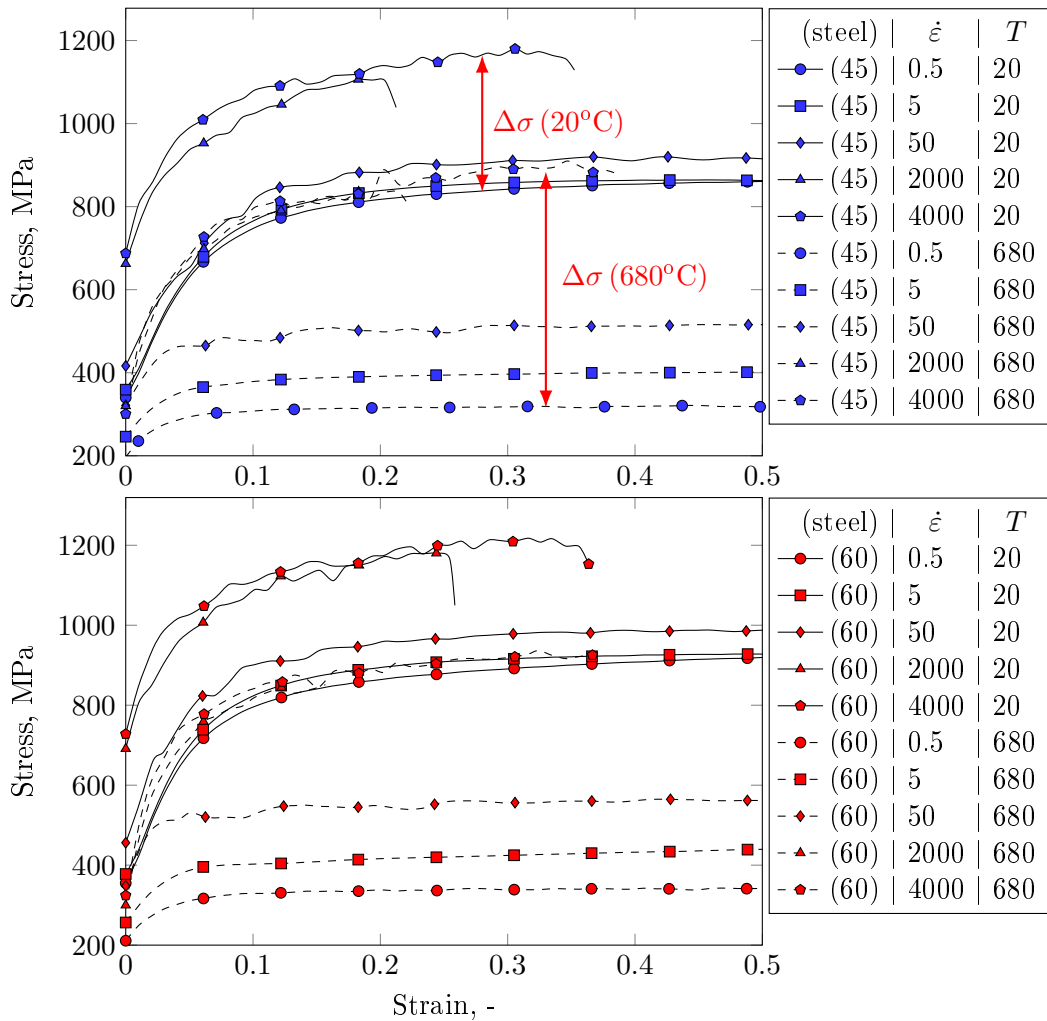 1200
1000
800
600
400
200
Stress, MPa
Δσ (20°C)
Δσ (680°C)
0 0.1 0.2 0.3 0.4 0.5
(steel) | ε̇ | T
(45) | 0.5 | 20
(45) | 5 | 20
(45) | 50 | 20
(45) | 2000 | 20
(45) | 4000 | 20
(45) | 0.5 | 680
(45) | 5 | 680
(45) | 50 | 680
(45) | 2000 | 680
(45) | 4000 | 680
1200
1000
800
600
400
200
Stress, MPa
0 0.1 0.2 0.3 0.4 0.5
Strain, -
(steel) | ε̇ | T
(60) | 0.5 | 20
(60) | 5 | 20
(60) | 50 | 20
(60) | 2000 | 20
(60) | 4000 | 20
(60) | 0.5 | 680
(60) | 5 | 680
(60) | 50 | 680
(60) | 2000 | 680
(60) | 4000 | 680